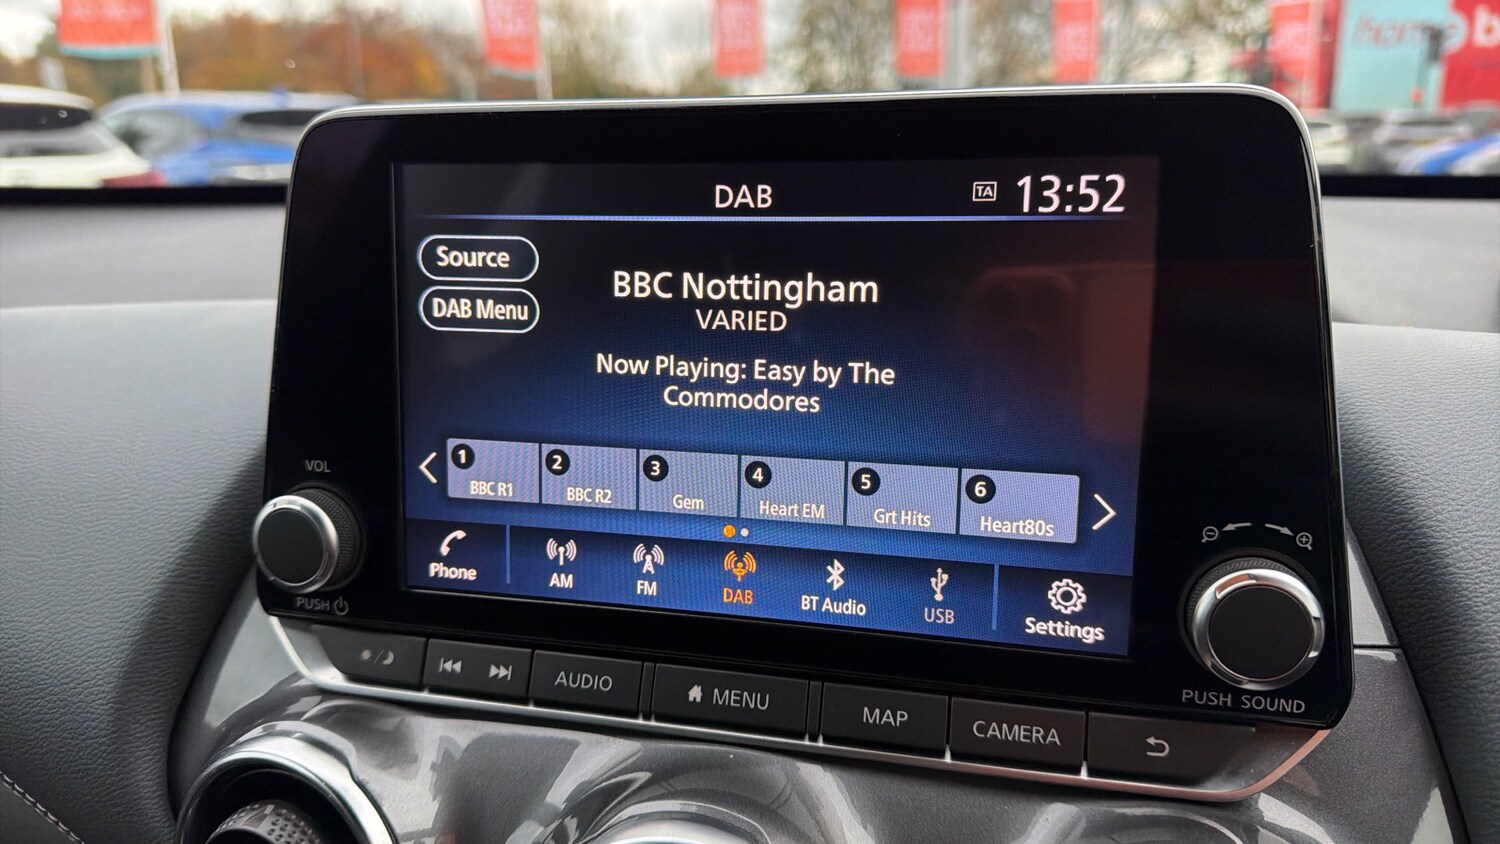 home b
DAB
TA 13:52
Source
DAB Menu
BBC Nottingham
VARIED
Now Playing: Easy by The
Commodores
1 BBC R1
2 BBC R2
3 Gem
4 Heart EM
5 Grt Hits
6 Heart80s
Phone
AM
FM
DAB
BT Audio
USB
Settings
VOL
PUSH
PUSH SOUND
AUDIO
MENU
MAP
CAMERA